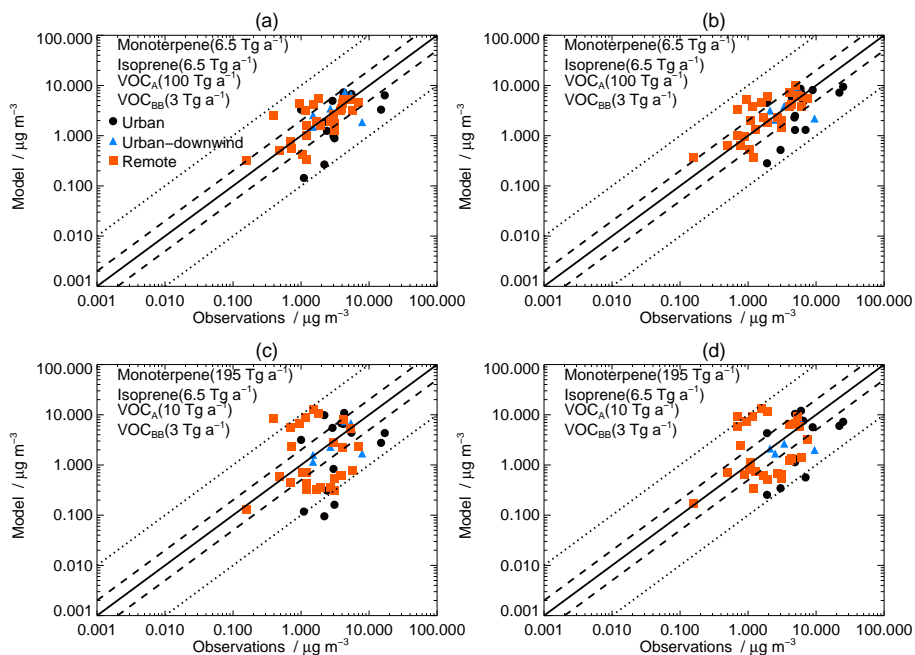 (a)
100.000
10.000
1.000
0.100
0.010
0.001
Model / μg m⁻³
Monoterpene(6.5 Tg a⁻¹)
Isoprene(6.5 Tg a⁻¹)
VOC_A(100 Tg a⁻¹)
VOC_BB(3 Tg a⁻¹)
Urban
Urban−downwind
Remote
0.001 0.010 0.100 1.000 10.000 100.000
Observations / μg m⁻³
(b)
100.000
10.000
1.000
0.100
0.010
0.001
Model / μg m⁻³
Monoterpene(6.5 Tg a⁻¹)
Isoprene(6.5 Tg a⁻¹)
VOC_A(100 Tg a⁻¹)
VOC_BB(3 Tg a⁻¹)
0.001 0.010 0.100 1.000 10.000 100.000
Observations / μg m⁻³
(c)
100.000
10.000
1.000
0.100
0.010
0.001
Model / μg m⁻³
Monoterpene(195 Tg a⁻¹)
Isoprene(6.5 Tg a⁻¹)
VOC_A(10 Tg a⁻¹)
VOC_BB(3 Tg a⁻¹)
0.001 0.010 0.100 1.000 10.000 100.000
Observations / μg m⁻³
(d)
100.000
10.000
1.000
0.100
0.010
0.001
Model / μg m⁻³
Monoterpene(195 Tg a⁻¹)
Isoprene(6.5 Tg a⁻¹)
VOC_A(10 Tg a⁻¹)
VOC_BB(3 Tg a⁻¹)
0.001 0.010 0.100 1.000 10.000 100.000
Observations / μg m⁻³